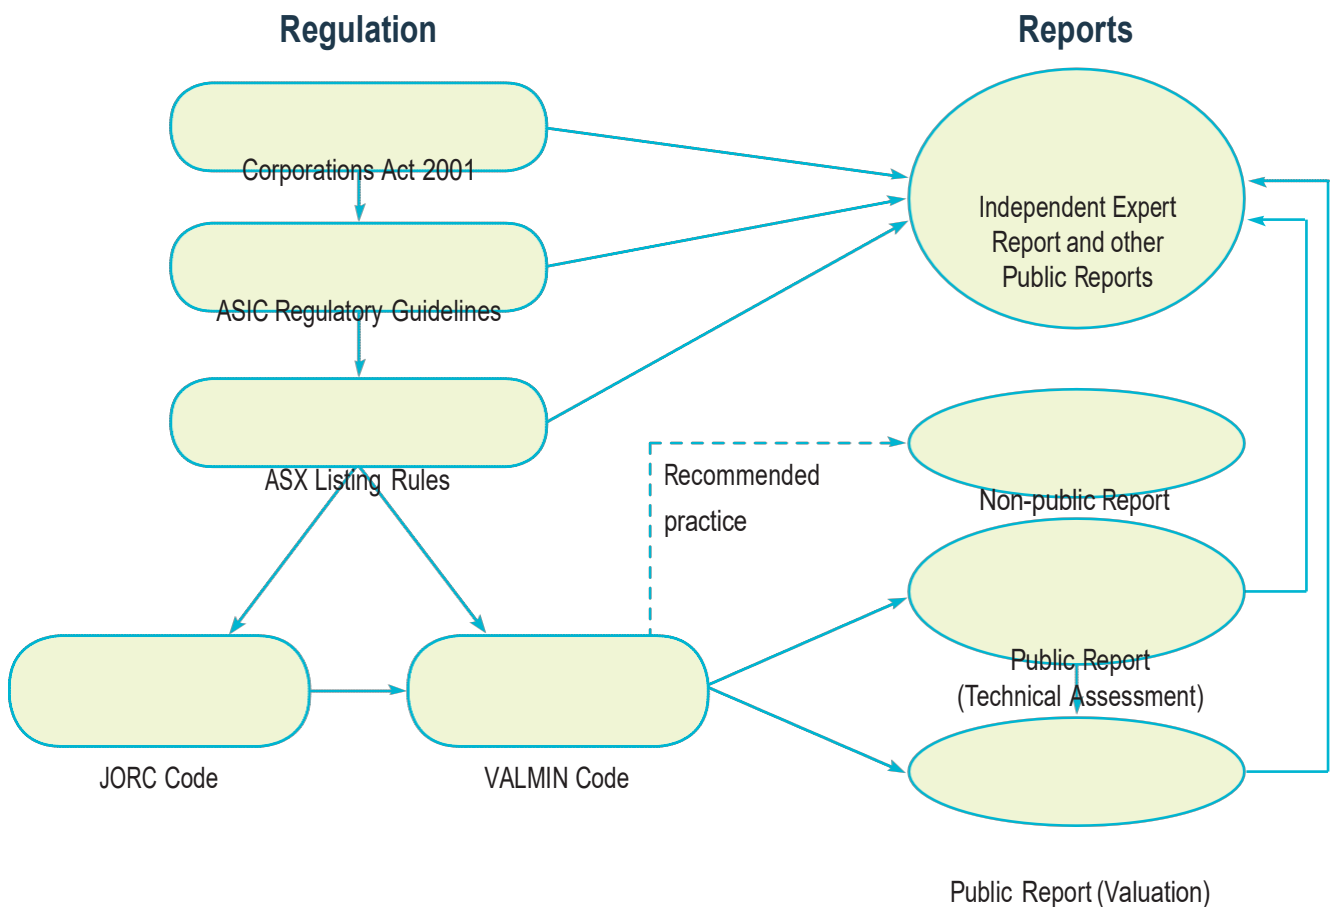 Regulation
Reports
Corporations Act 2001
Independent Expert
Report and other
Public Reports
ASIC Regulatory Guidelines
ASX Listing Rules
Recommended
practice
Non-public Report
Public Report
(Technical Assessment)
JORC Code
VALMIN Code
Public Report (Valuation)